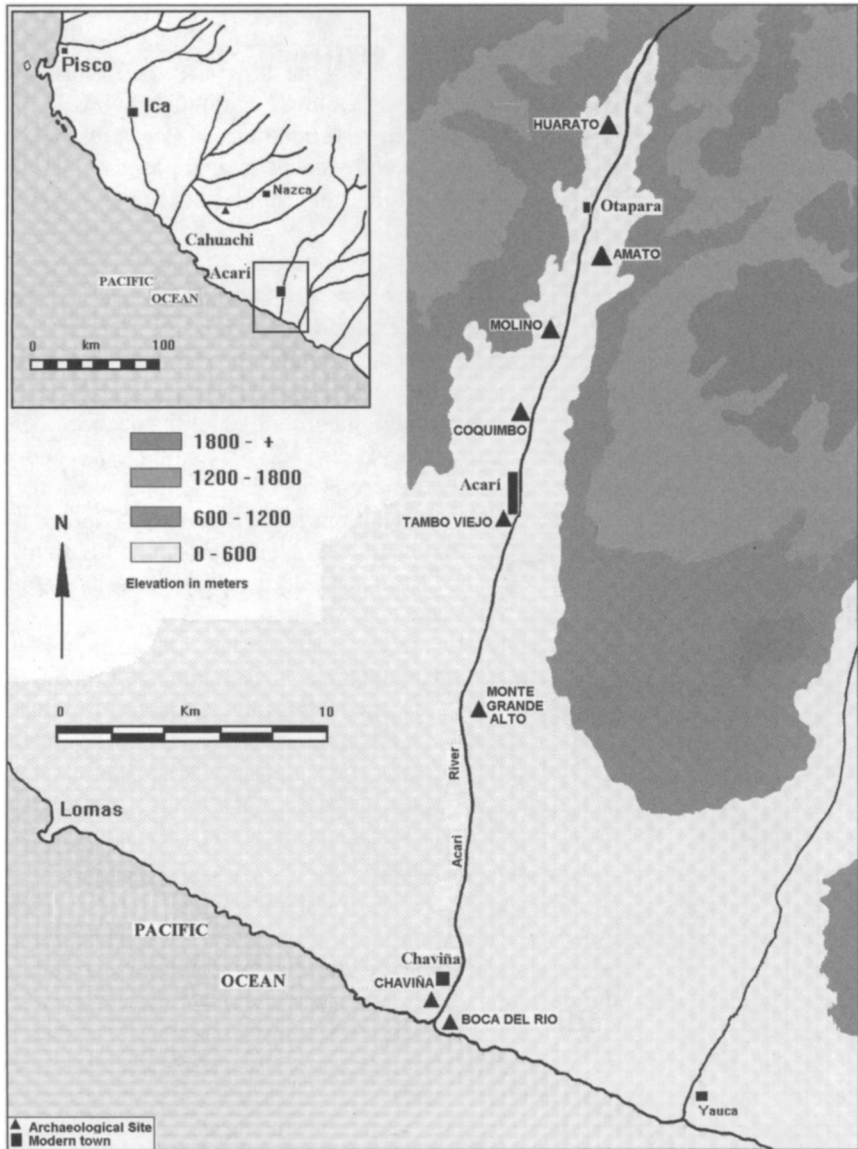 Pisco
Ica
Nazca
Cahuachi
Acarí
PACIFIC
OCEAN
0 km 100
HUARATO
Otapara
AMATO
MOLINO
COQUIMBO
Acarí
TAMBO VIEJO
1800 - +
1200 - 1800
600 - 1200
0 - 600
Elevation in meters
N
0 Km 10
MONTE
GRANDE
ALTO
River
Acari
Lomas
PACIFIC
OCEAN
Chaviña
CHAVIÑA
BOCA DEL RIO
Yauca
Archaeological Site
Modern town